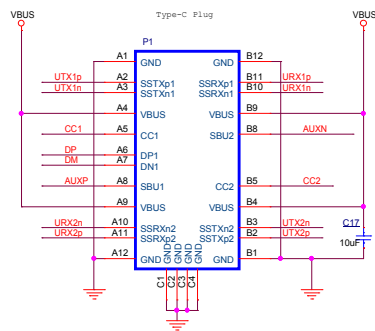 VBUS Type-C Plug VBUS
P1
A1 GND GND B12
UTX1p A2 SSTXp1 SSRXp1 B11 URX1p
UTX1n A3 SSTXn1 SSRXn1 B10 URX1n
A4 VBUS VBUS B9
CC1 A5 CC1 SBU2 B8 AUXN
DP A6 DP1
DM A7 DN1
AUXP A8 SBU1 CC2 B5 CC2
A9 VBUS VBUS B4
URX2n A10 SSRXn2 SSTXn2 B3 UTX2n C17
URX2p A11 SSRXp2 SSTXp2 B2 UTX2p
10uF
A12 GND GND B1
GND GND GND GND
C1 C2 C3 C4